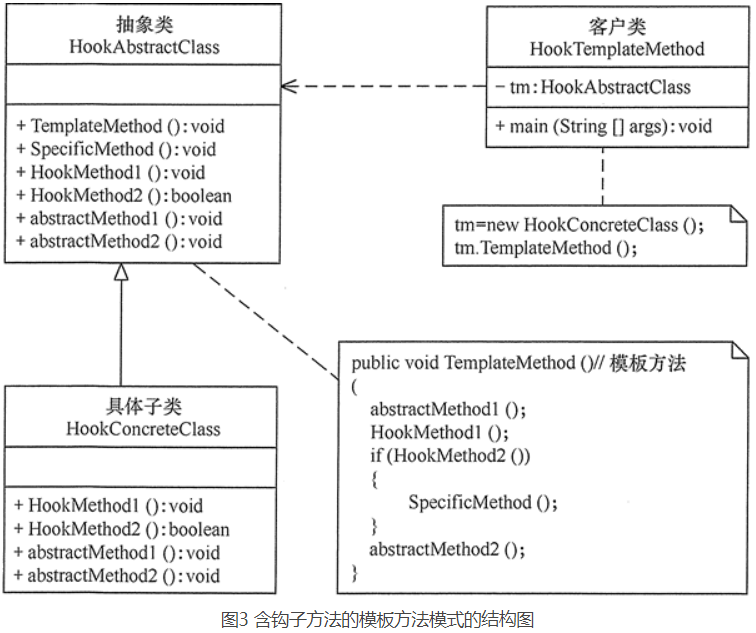 抽象类
HookAbstractClass
+ TemplateMethod ( ) : void
+ SpecificMethod ( ) : void
+ HookMethod1 ( ) : void
+ HookMethod2 ( ) : boolean
+ abstractMethod1 ( ) : void
+ abstractMethod2 ( ) : void
客户类
HookTemplateMethod
- tm : HookAbstractClass
+ main (String [] args) : void
tm=new HookConcreteClass ( );
tm.TemplateMethod ( );
具体子类
HookConcreteClass
+ HookMethod1 ( ) : void
+ HookMethod2 ( ) : boolean
+ abstractMethod1 ( ) : void
+ abstractMethod2 ( ) : void
public void TemplateMethod ( )// 模板方法
(
abstractMethod1 ( );
HookMethod1 ( );
if (HookMethod2 ( ))
{
SpecificMethod ( );
}
abstractMethod2 ( );
}
图3 含钩子方法的模板方法模式的结构图